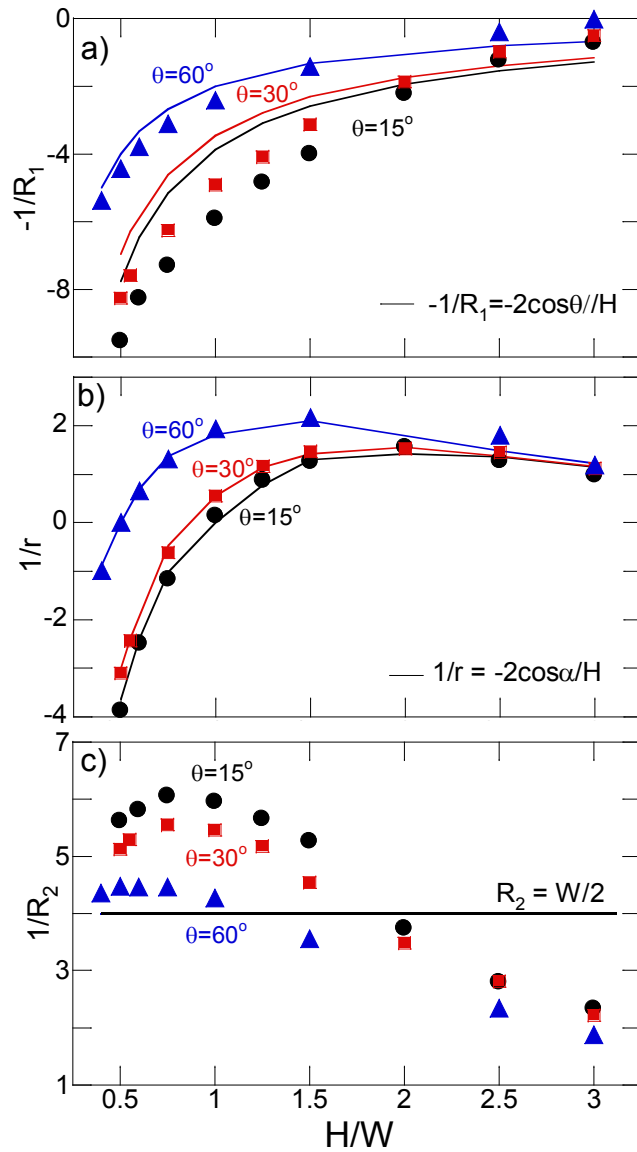 a)
0
-4
-8
-1/R₁
θ=60°
θ=30°
θ=15°
-1/R₁=-2cosθ//H
b)
2
0
-2
-4
1/r
θ=60°
θ=30°
θ=15°
1/r = -2cosα/H
c)
7
5
3
1
1/R₂
θ=15°
θ=30°
θ=60°
R₂ = W/2
0.5 1 1.5 2 2.5 3
H/W